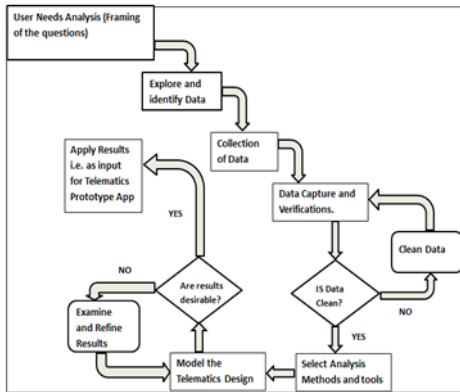 User Needs Analysis (Framing
of the questions)
Explore and
identify Data
Collection
of Data
Apply Results
i.e. as input
for Telematics
Prototype App
Data Capture and
Verifications.
YES
Clean Data
NO
Are results
desirable?
IS Data
Clean?
NO
Examine
and Refine
Results
YES
Model the
Telematics Design
Select Analysis
Methods and tools